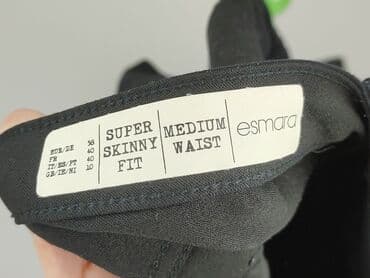 EUR/DE 38
FR 40
IT/ES/PT 40
GB/IE/NI 10
SUPER
SKINNY
FIT
MEDIUM
WAIST
esmara